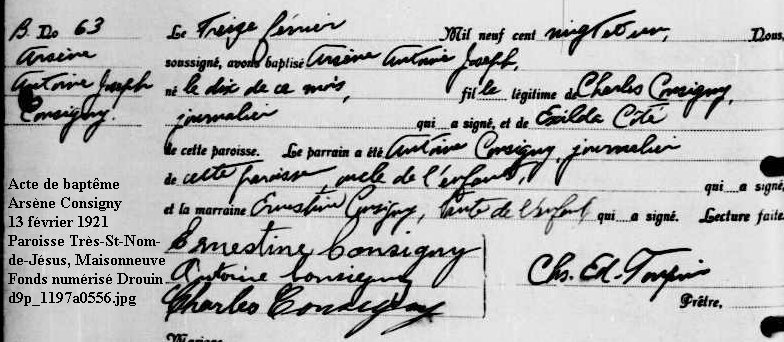 B. No 63
Arsène
Antoine Joseph
Consigny.
Le Treize février Mil neuf cent vingt et un, Nous,
soussigné, avons baptisé Arsène Antoine Joseph,
né le dix de ce mois, fils légitime de Charles Consigny,
journalier qui a signé, et de Exilda Côté
de cette paroisse. Le parrain a été Antoine Consigny, journalier
de cette paroisse oncle de l'enfant, qui a signé
et la marraine Ernestine Consigny, tante de l'enfant qui a signé. Lecture faite.
Ernestine Consigny
Antoine Consigny
Charles Consigny
Chs. Ed. Toupin
Prêtre,
Acte de baptême
Arsène Consigny
13 février 1921
Paroisse Très-St-Nom-
de-Jésus, Maisonneuve
Fonds numérisé Drouin
d9p_1197a0556.jpg